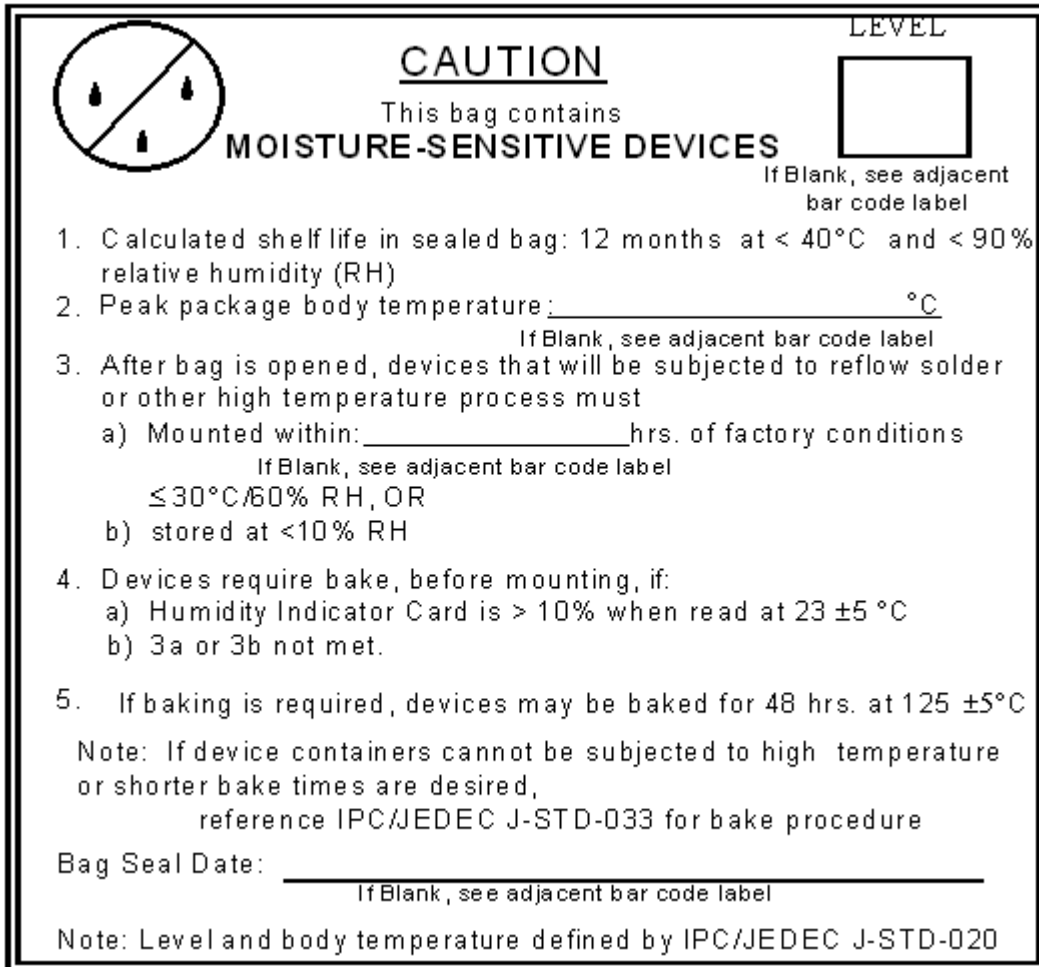 LEVEL
CAUTION
This bag contains
MOISTURE-SENSITIVE DEVICES
If Blank, see adjacent
bar code label
1. Calculated shelf life in sealed bag: 12 months at < 40°C and < 90%
relative humidity (RH)
2. Peak package body temperature:____________________°C
If Blank, see adjacent bar code label
3. After bag is opened, devices that will be subjected to reflow solder
or other high temperature process must
a) Mounted within:______________hrs. of factory conditions
If Blank, see adjacent bar code label
≤30°C/60% RH, OR
b) stored at <10% RH
4. Devices require bake, before mounting, if:
a) Humidity Indicator Card is > 10% when read at 23 ±5 °C
b) 3a or 3b not met.
5. If baking is required, devices may be baked for 48 hrs. at 125 ±5°C
Note: If device containers cannot be subjected to high temperature
or shorter bake times are desired,
reference IPC/JEDEC J-STD-033 for bake procedure
Bag Seal Date: ____________________
If Blank, see adjacent bar code label
Note: Level and body temperature defined by IPC/JEDEC J-STD-020